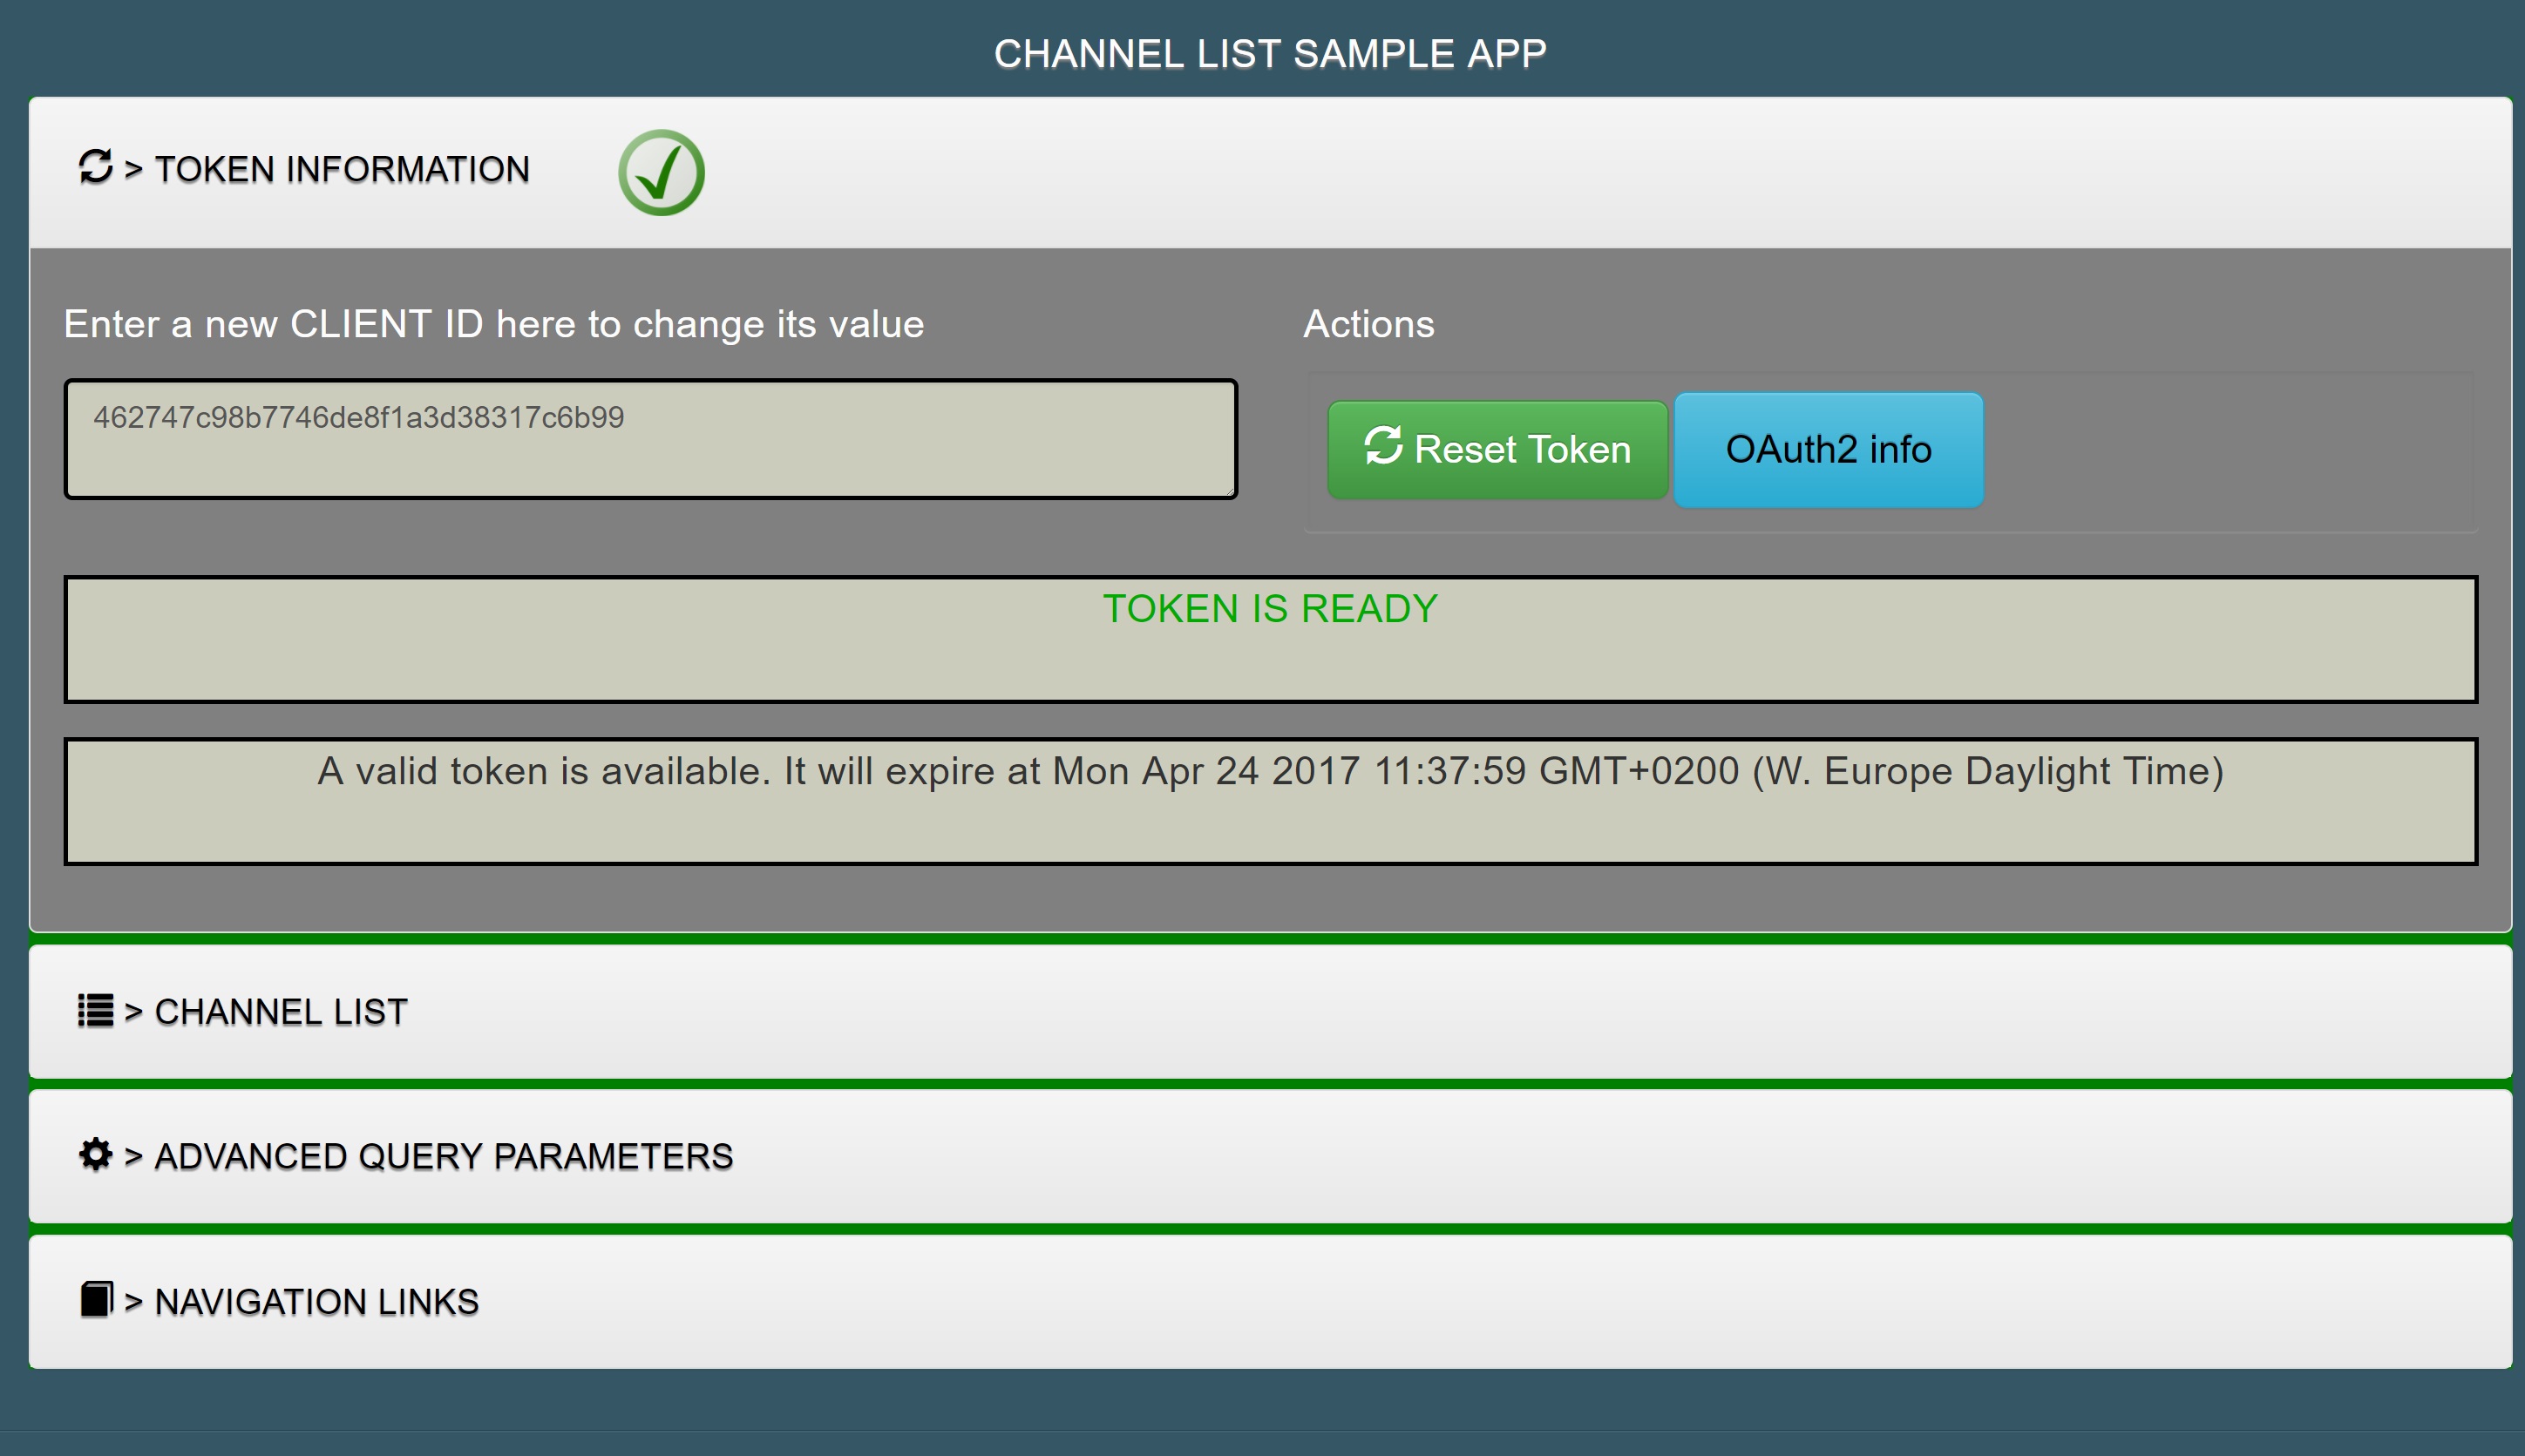 CHANNEL LIST SAMPLE APP
> TOKEN INFORMATION
Enter a new CLIENT ID here to change its value
Actions
462747c98b7746de8f1a3d38317c6b99
Reset Token
OAuth2 info
TOKEN IS READY
A valid token is available. It will expire at Mon Apr 24 2017 11:37:59 GMT+0200 (W. Europe Daylight Time)
> CHANNEL LIST
> ADVANCED QUERY PARAMETERS
> NAVIGATION LINKS